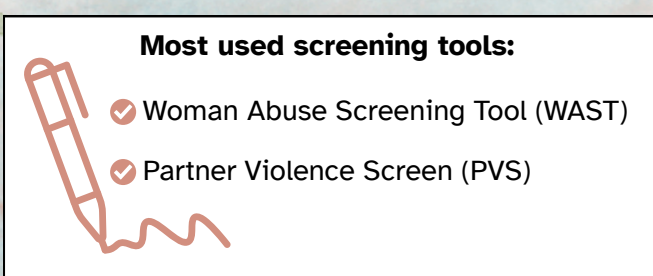 Most used screening tools:
Woman Abuse Screening Tool (WAST)
Partner Violence Screen (PVS)